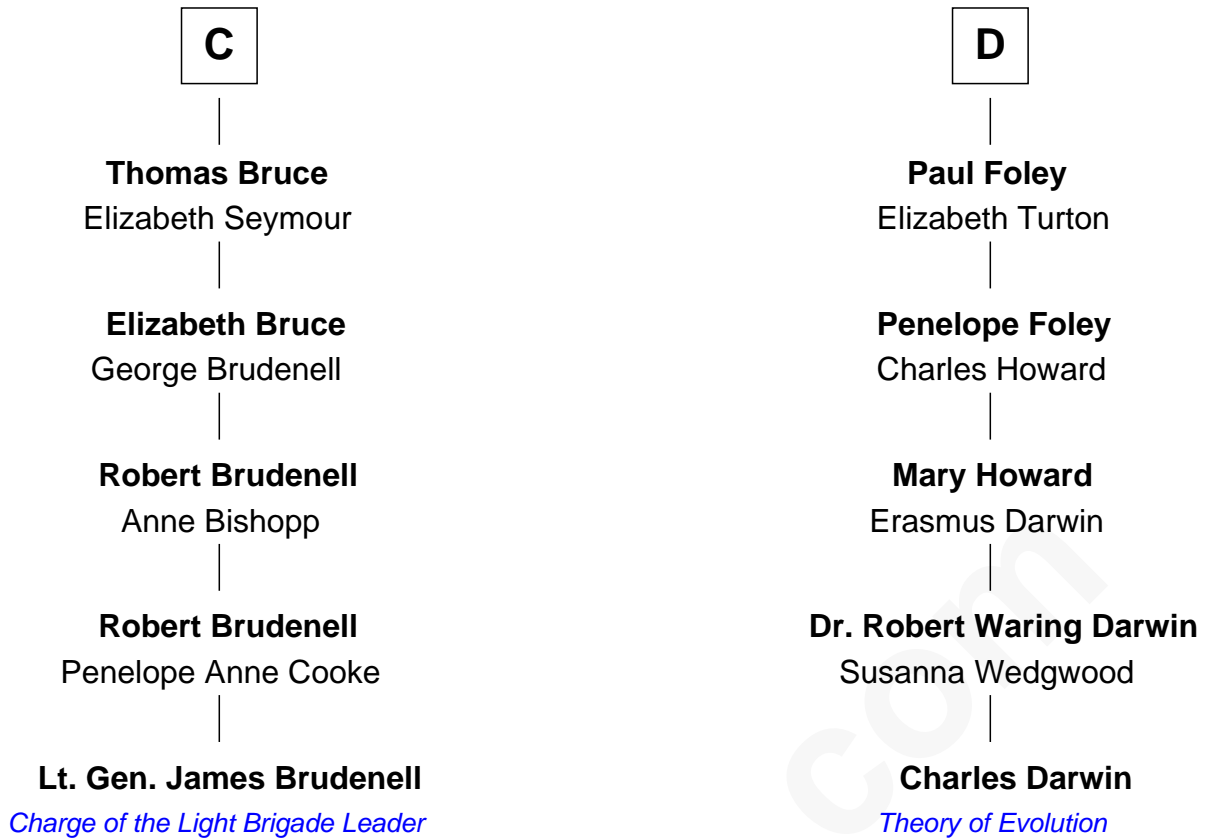 C
Thomas Bruce
Elizabeth Seymour
Elizabeth Bruce
George Brudenell
Robert Brudenell
Anne Bishopp
Robert Brudenell
Penelope Anne Cooke
Lt. Gen. James Brudenell
Charge of the Light Brigade Leader
D
Paul Foley
Elizabeth Turton
Penelope Foley
Charles Howard
Mary Howard
Erasmus Darwin
Dr. Robert Waring Darwin
Susanna Wedgwood
Charles Darwin
Theory of Evolution
com